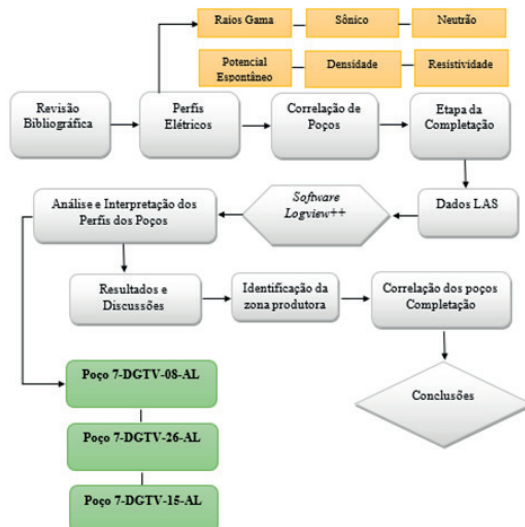 Raios Gama
Sônico
Neutrão
Potencial
Espontâneo
Densidade
Resistividade
Revisão
Bibliográfica
Perfis
Elétricos
Correlação de
Poços
Etapa da
Completação
Análise e Interpretação dos
Perfis dos Poços
Software
Logview++
Dados LAS
Resultados e
Discussões
Identificação da
zona produtora
Correlação dos poços
Completação
Poço 7-DGTV-08-AL
Conclusões
Poço 7-DGTV-26-AL
Poço 7-DGTV-15-AL